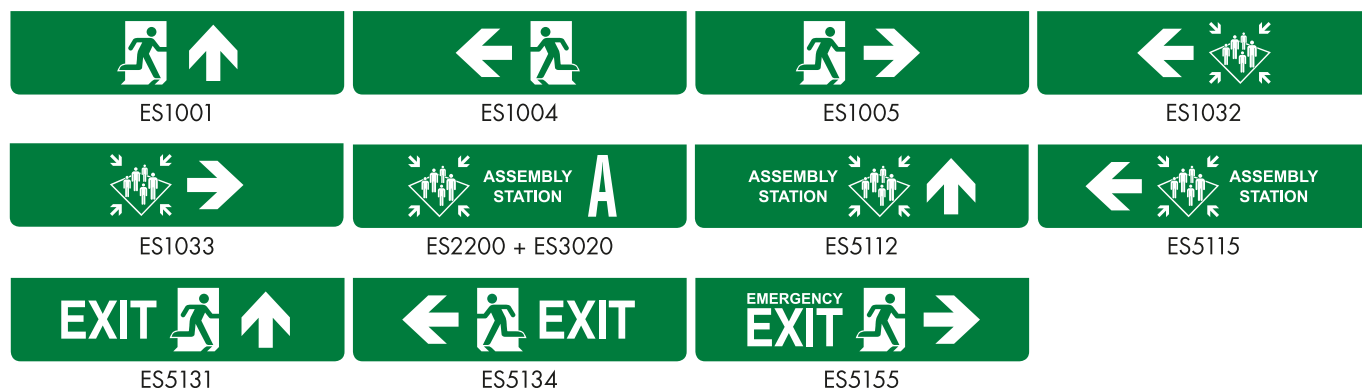 ES1001
ES1004
ES1005
ES1032
ES1033
ASSEMBLY
STATION
A
ES2200 + ES3020
ASSEMBLY
STATION
ES5112
ASSEMBLY
STATION
ES5115
EXIT
ES5131
EXIT
ES5134
EMERGENCY
EXIT
ES5155